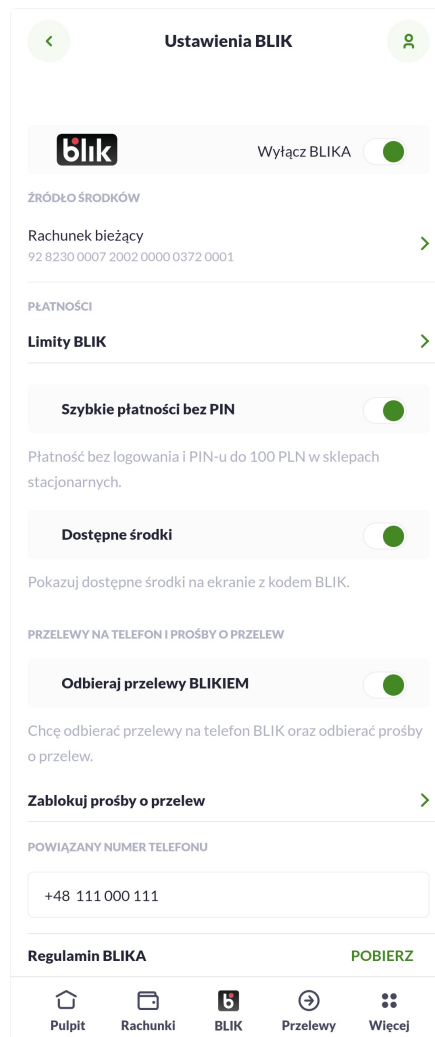 Ustawienia BLIK
blik
Wyłącz BLIKA
ŹRÓDŁO ŚRODKÓW
Rachunek bieżący
92 8230 0007 2002 0000 0372 0001
PŁATNOŚCI
Limity BLIK
Szybkie płatności bez PIN
Płatność bez logowania i PIN-u do 100 PLN w sklepach
stacjonarnych.
Dostępne środki
Pokazuj dostępne środki na ekranie z kodem BLIK.
PRZELEWY NA TELEFON I PROŚBY O PRZELEW
Odbieraj przelewy BLIKIEM
Chcę odbierać przelewy na telefon BLIK oraz odbierać prośby
o przelew.
Zablokuj prośby o przelew
POWIĄZANY NUMER TELEFONU
+48 111 000 111
Regulamin BLIKA POBIERZ
Pulpit Rachunki BLIK Przelewy Więcej